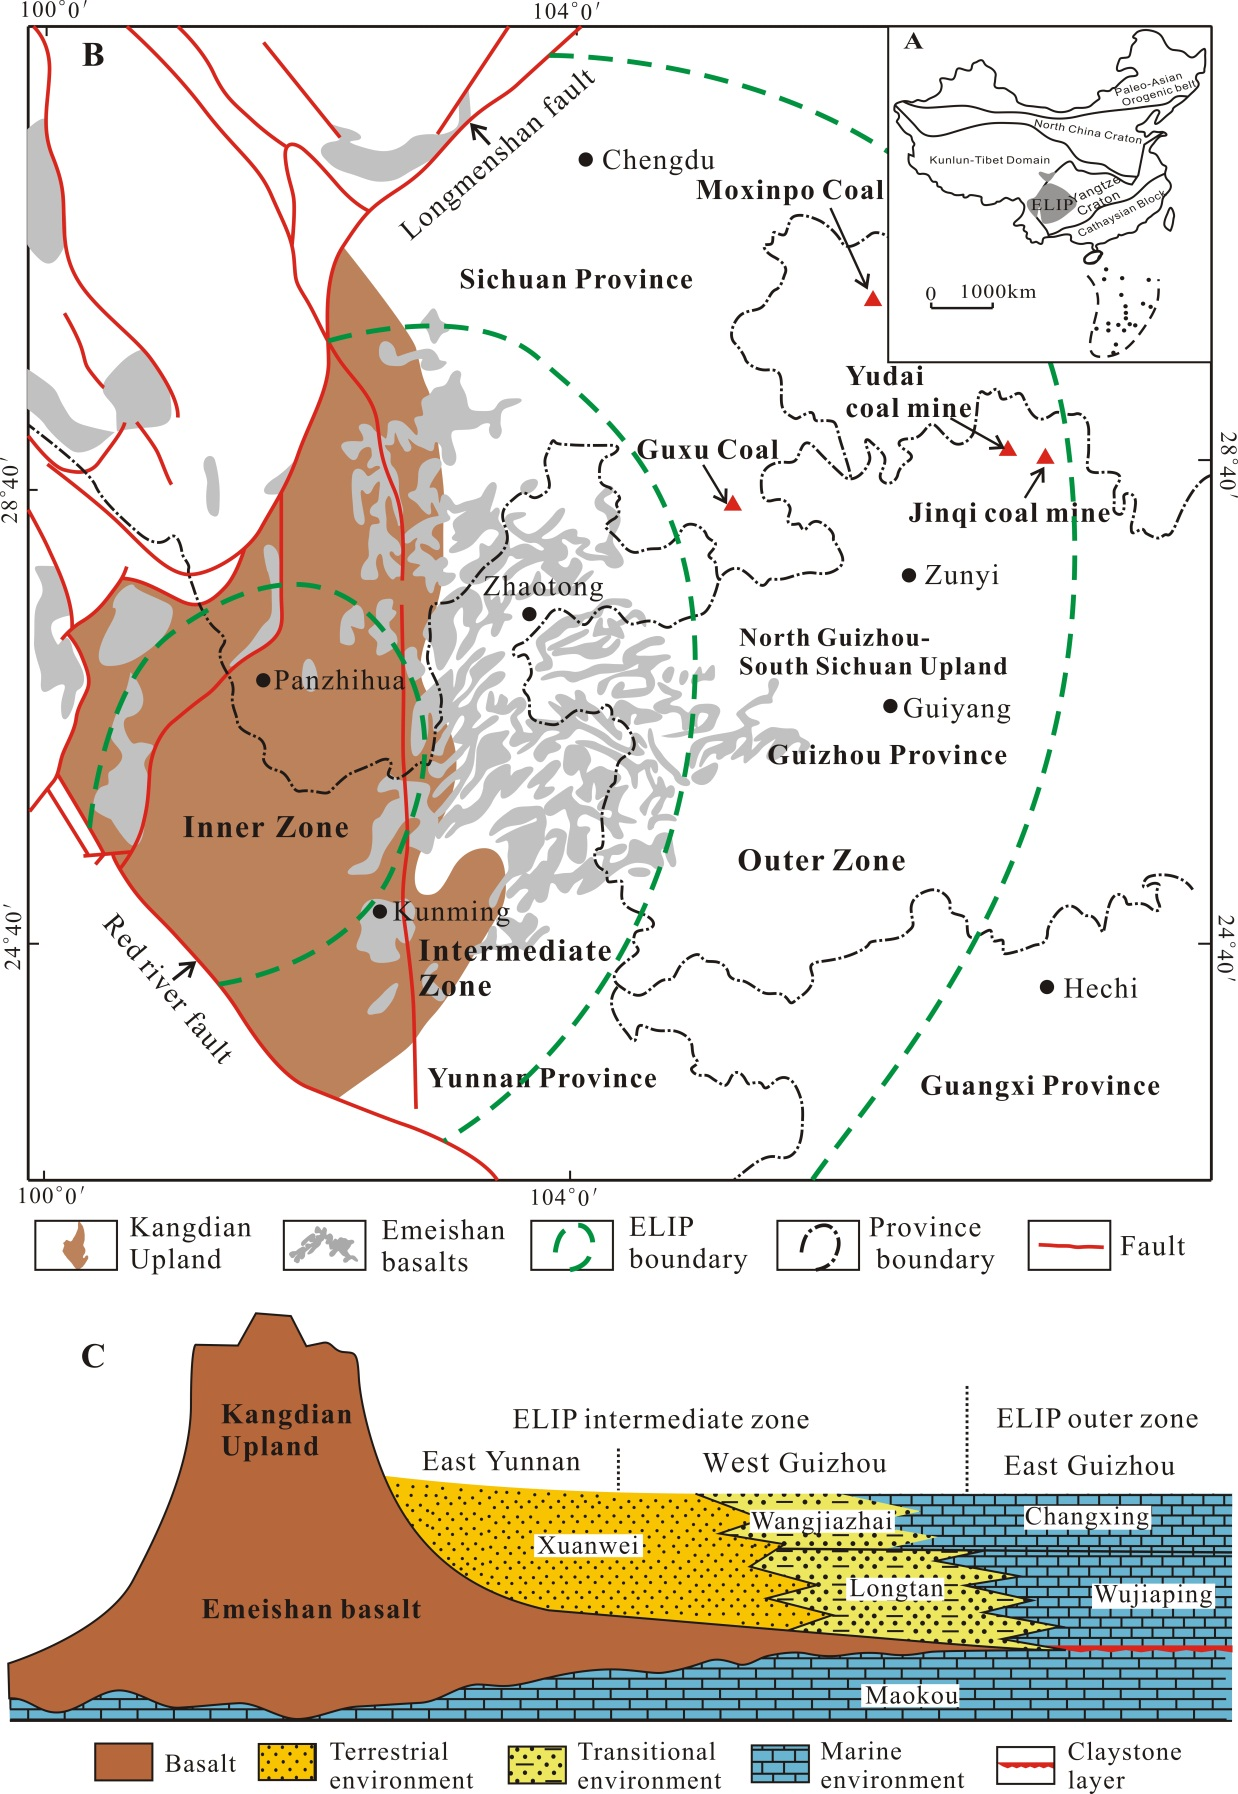 100°0′
104°0′
B
Longmenshan fault
Chengdu
Moxinpo Coal
Sichuan Province
A
Paleo-Asian
Orogenic belt
North China Craton
Kunlun-Tibet Domain
ELIP
Yangtze
Craton
Cathaysian Block
0
1000km
Yudai
coal mine
Guxu Coal
Jinqi coal mine
28°40′
28°40′
Zhaotong
Zunyi
North Guizhou-
South Sichuan Upland
Panzhihua
Guiyang
Guizhou Province
Inner Zone
Outer Zone
Kunming
Intermediate
Zone
24°40′
24°40′
Red river fault
Hechi
Yunnan Province
Guangxi Province
100°0′
104°0′
Kangdian
Upland
Emeishan
basalts
ELIP
boundary
Province
boundary
Fault
C
Kangdian
Upland
ELIP intermediate zone
ELIP outer zone
East Yunnan
West Guizhou
East Guizhou
Xuanwei
Wangjiazhai
Changxing
Longtan
Wujiaping
Emeishan basalt
Maokou
Basalt
Terrestrial
environment
Transitional
environment
Marine
environment
Claystone
layer